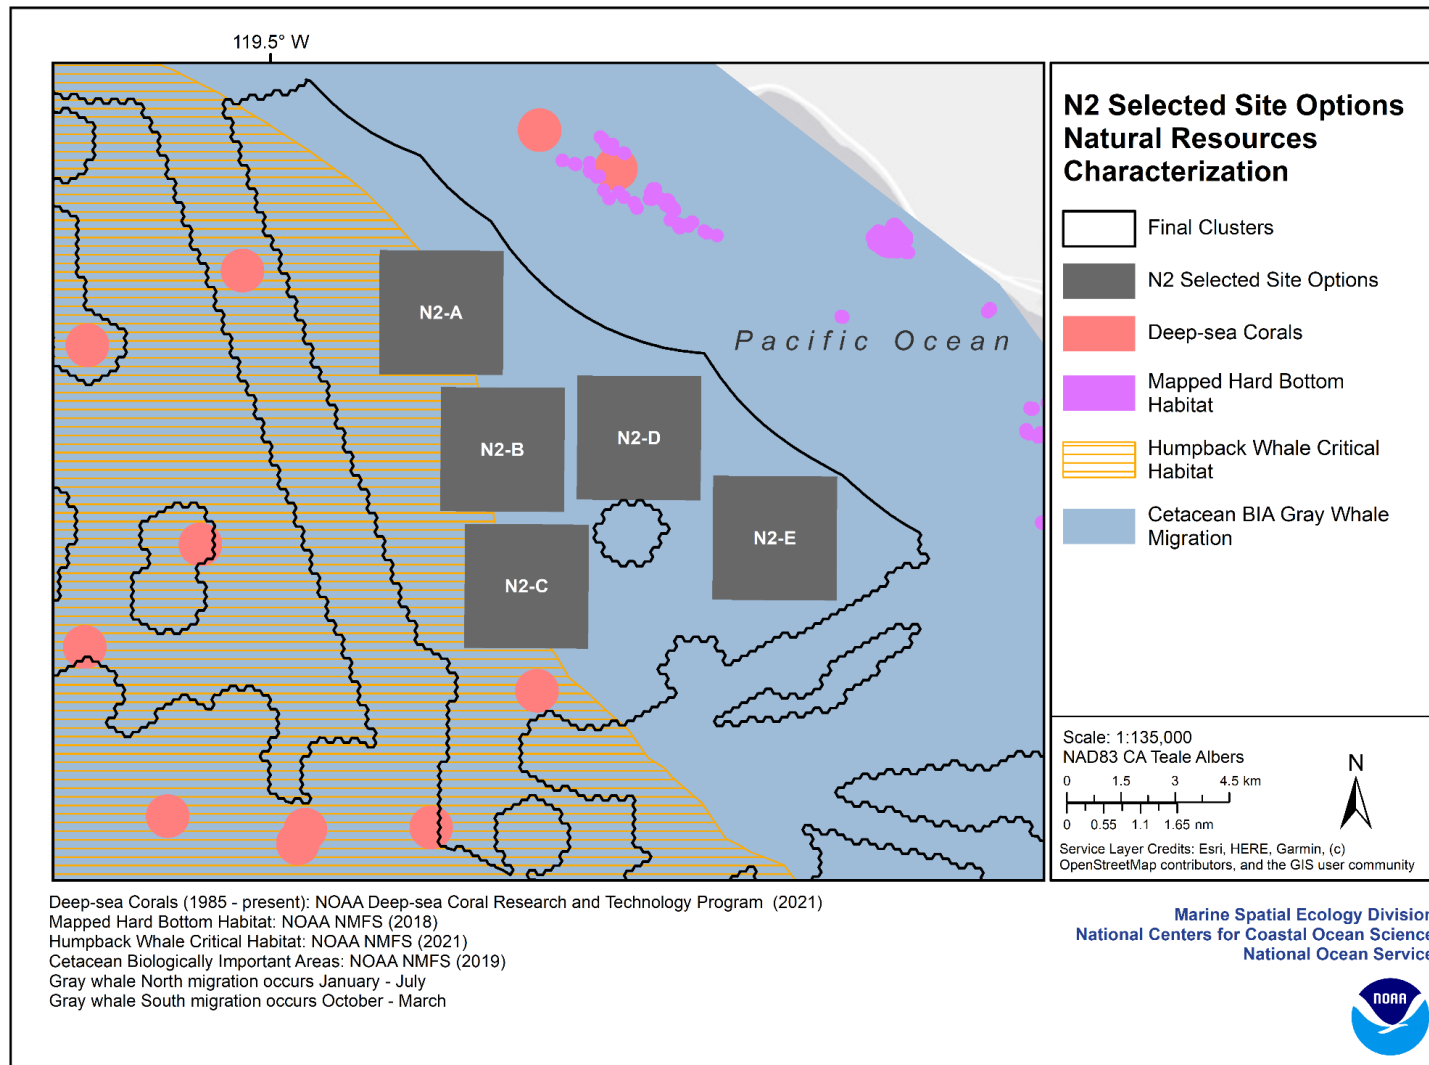 119.5° W
N2 Selected Site Options
Natural Resources
Characterization
Final Clusters
N2 Selected Site Options
Deep-sea Corals
Mapped Hard Bottom
Habitat
Humpback Whale Critical
Habitat
Cetacean BIA Gray Whale
Migration
N2-A
Pacific Ocean
N2-B
N2-D
N2-E
N2-C
Scale: 1:135,000
NAD83 CA Teale Albers
0 1.5 3 4.5 km
0 0.55 1.1 1.65 nm
N
Service Layer Credits: Esri, HERE, Garmin, (c)
OpenStreetMap contributors, and the GIS user community
Deep-sea Corals (1985 - present): NOAA Deep-sea Coral Research and Technology Program (2021)
Mapped Hard Bottom Habitat: NOAA NMFS (2018)
Humpback Whale Critical Habitat: NOAA NMFS (2021)
Cetacean Biologically Important Areas: NOAA NMFS (2019)
Gray whale North migration occurs January - July
Gray whale South migration occurs October - March
Marine Spatial Ecology Division
National Centers for Coastal Ocean Science
National Ocean Service
NOAA